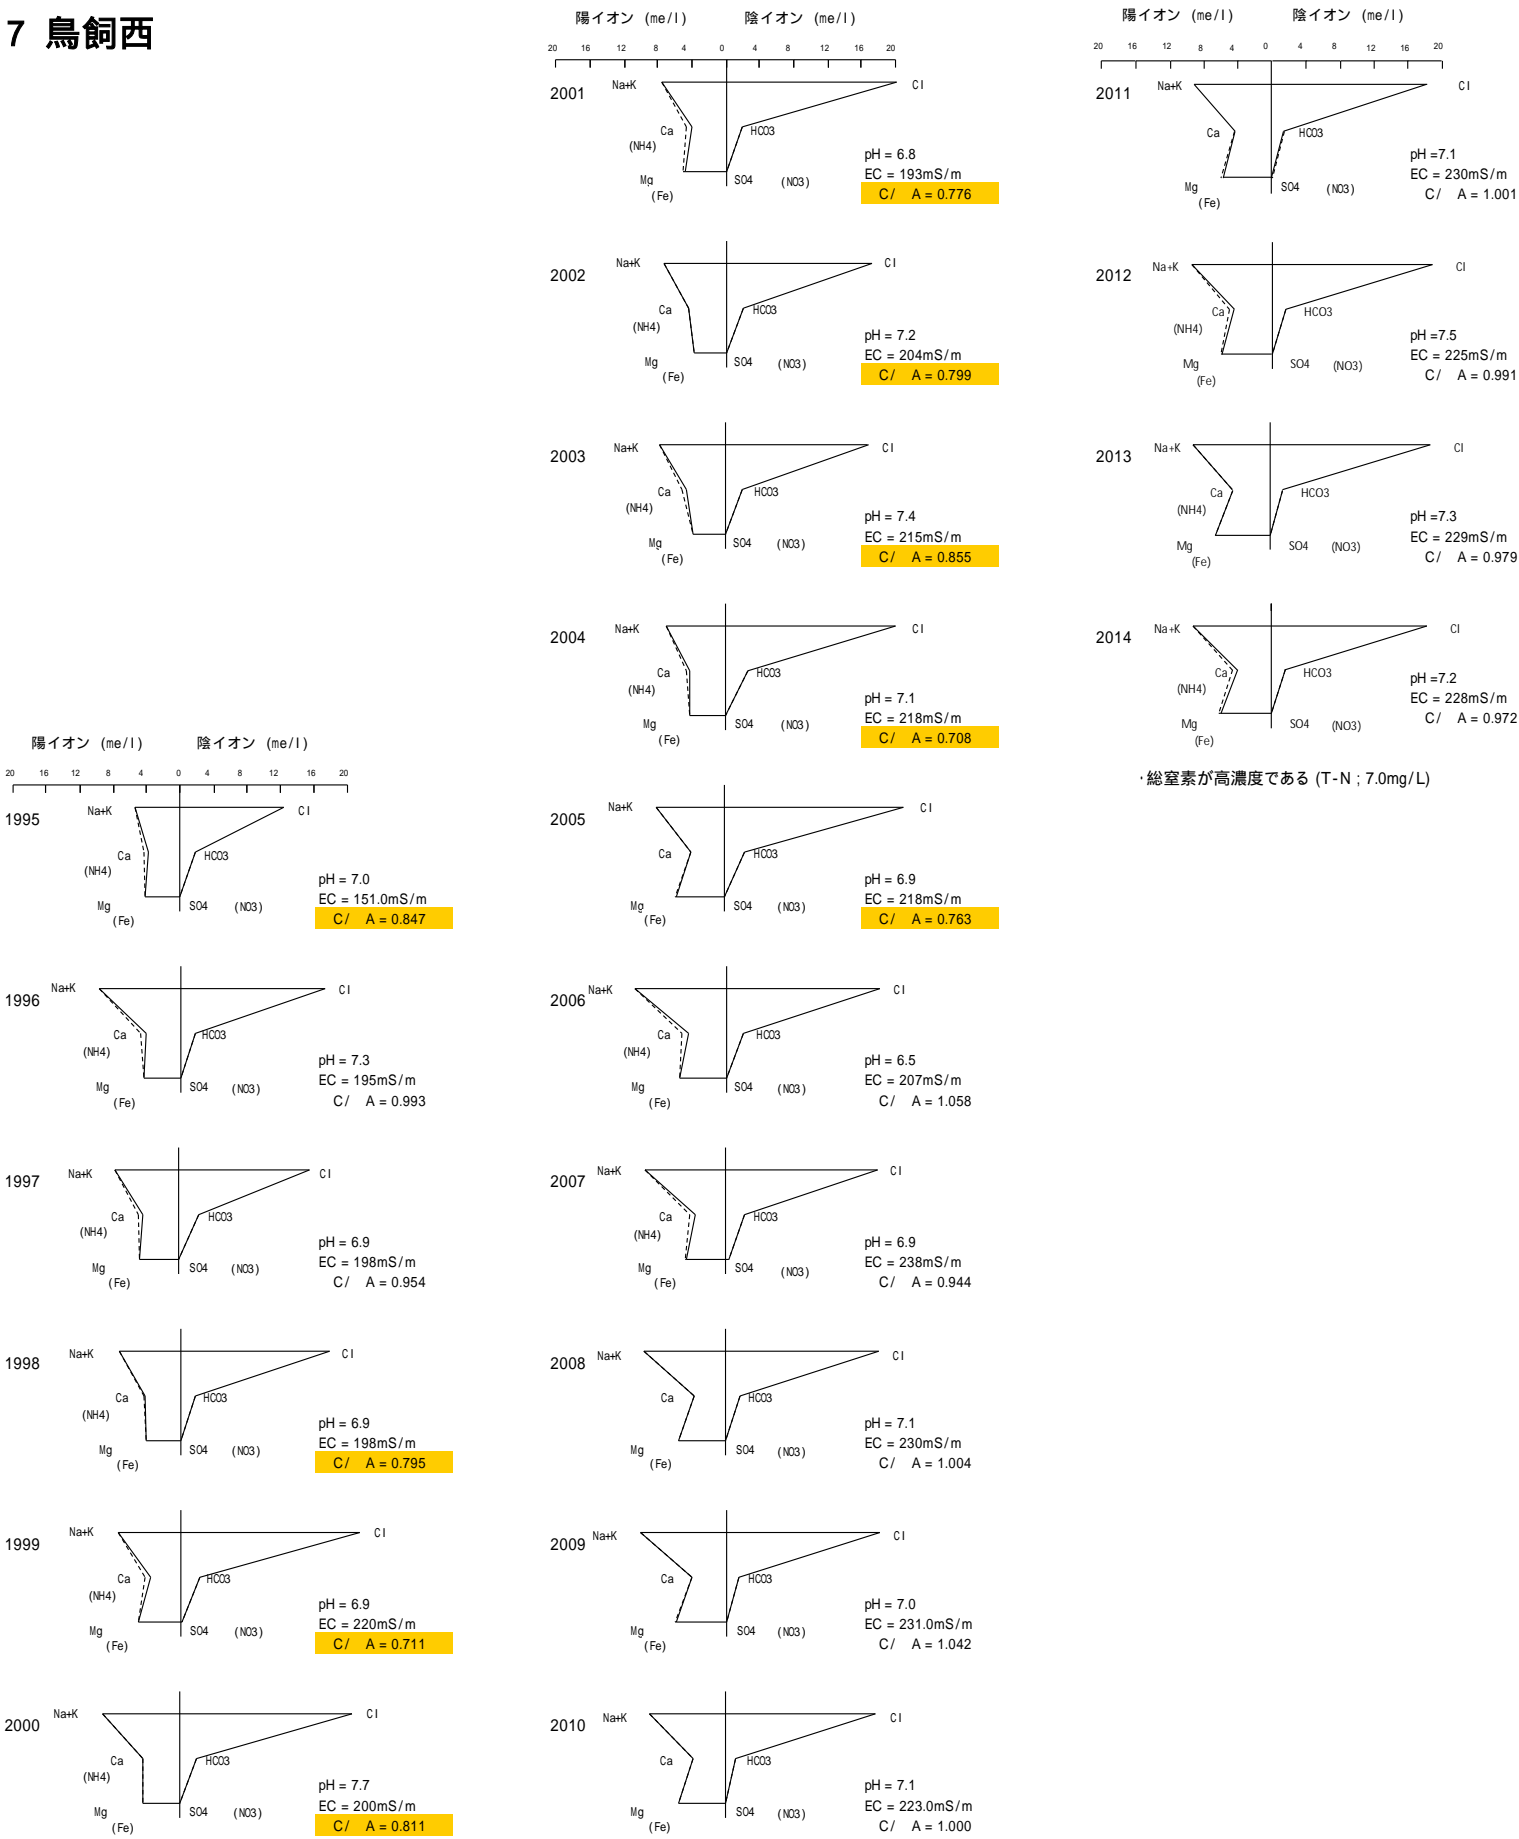 7 鳥飼西
陽イオン (me/l) 陰イオン (me/l)
20 16 12 8 4 0 4 8 12 16 20
1995
Na+K Cl
Ca HCO3
(NH4)
Mg SO4 (NO3)
(Fe)
pH = 7.0
EC = 151.0mS/m
C/ A = 0.847
1996
Na+K Cl
Ca HCO3
(NH4)
Mg SO4 (NO3)
(Fe)
pH = 7.3
EC = 195mS/m
C/ A = 0.993
1997
Na+K Cl
Ca HCO3
(NH4)
Mg SO4 (NO3)
(Fe)
pH = 6.9
EC = 198mS/m
C/ A = 0.954
1998
Na+K Cl
Ca HCO3
(NH4)
Mg SO4 (NO3)
(Fe)
pH = 6.9
EC = 198mS/m
C/ A = 0.795
1999
Na+K Cl
Ca HCO3
(NH4)
Mg SO4 (NO3)
(Fe)
pH = 6.9
EC = 220mS/m
C/ A = 0.711
2000
Na+K Cl
Ca HCO3
(NH4)
Mg SO4 (NO3)
(Fe)
pH = 7.7
EC = 200mS/m
C/ A = 0.811
陽イオン (me/l) 陰イオン (me/l)
20 16 12 8 4 0 4 8 12 16 20
2001
Na+K Cl
Ca HCO3
(NH4)
Mg SO4 (NO3)
(Fe)
pH = 6.8
EC = 193mS/m
C/ A = 0.776
2002
Na+K Cl
Ca HCO3
(NH4)
Mg SO4 (NO3)
(Fe)
pH = 7.2
EC = 204mS/m
C/ A = 0.799
2003
Na+K Cl
Ca HCO3
(NH4)
Mg SO4 (NO3)
(Fe)
pH = 7.4
EC = 215mS/m
C/ A = 0.855
2004
Na+K Cl
Ca HCO3
(NH4)
Mg SO4 (NO3)
(Fe)
pH = 7.1
EC = 218mS/m
C/ A = 0.708
2005
Na+K Cl
Ca HCO3
Mg SO4 (NO3)
(Fe)
pH = 6.9
EC = 218mS/m
C/ A = 0.763
2006
Na+K Cl
Ca HCO3
(NH4)
Mg SO4 (NO3)
(Fe)
pH = 6.5
EC = 207mS/m
C/ A = 1.058
2007
Na+K Cl
Ca HCO3
(NH4)
Mg SO4 (NO3)
(Fe)
pH = 6.9
EC = 238mS/m
C/ A = 0.944
2008
Na+K Cl
Ca HCO3
Mg SO4 (NO3)
(Fe)
pH = 7.1
EC = 230mS/m
C/ A = 1.004
2009
Na+K Cl
Ca HCO3
Mg SO4 (NO3)
(Fe)
pH = 7.0
EC = 231.0mS/m
C/ A = 1.042
2010
Na+K Cl
Ca HCO3
Mg SO4 (NO3)
(Fe)
pH = 7.1
EC = 223.0mS/m
C/ A = 1.000
陽イオン (me/l) 陰イオン (me/l)
20 16 12 8 4 0 4 8 12 16 20
2011
Na+K Cl
Ca HCO3
Mg SO4 (NO3)
(Fe)
pH =7.1
EC = 230mS/m
C/ A = 1.001
2012
Na+K Cl
Ca HCO3
(NH4)
Mg SO4 (NO3)
(Fe)
pH =7.5
EC = 225mS/m
C/ A = 0.991
2013
Na+K Cl
Ca HCO3
(NH4)
Mg SO4 (NO3)
(Fe)
pH =7.3
EC = 229mS/m
C/ A = 0.979
2014
Na+K Cl
Ca HCO3
(NH4)
Mg SO4 (NO3)
(Fe)
pH =7.2
EC = 228mS/m
C/ A = 0.972
・総窒素が高濃度である (T-N ; 7.0mg/L)